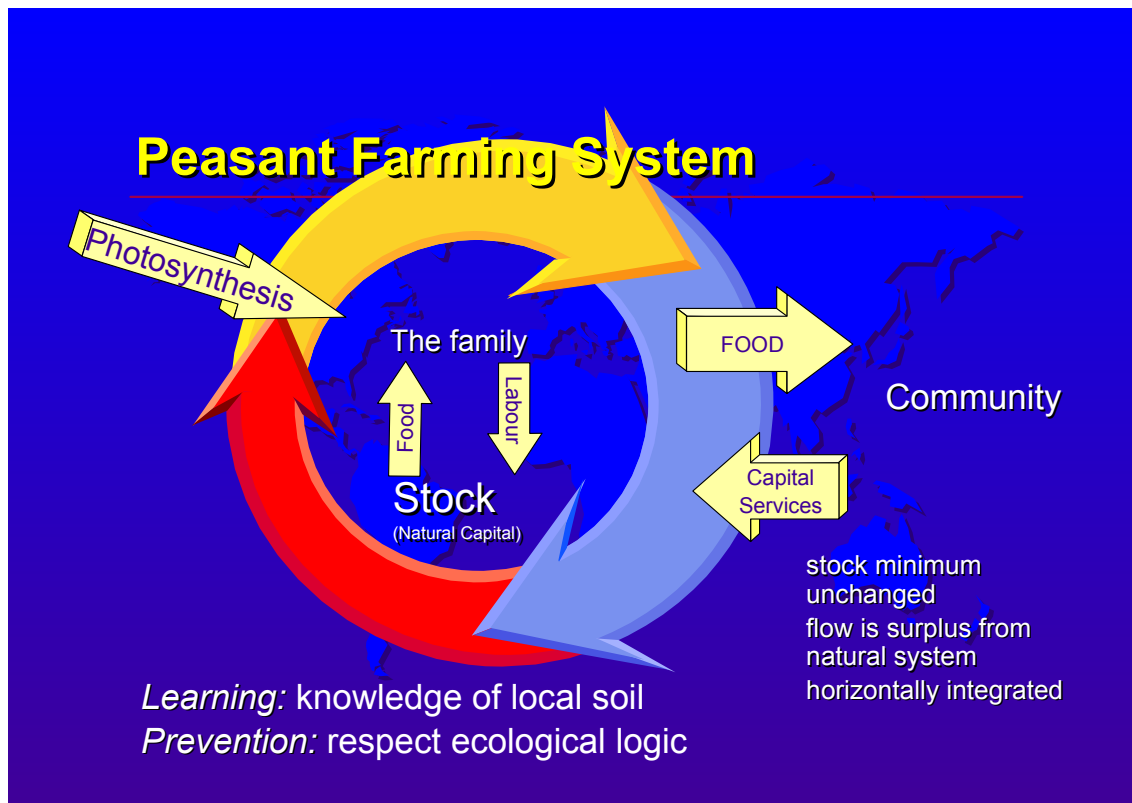 Peasant Farming System
Photosynthesis
The family
Food
Labour
Stock
(Natural Capital)
FOOD
Community
Capital
Services
stock minimum
unchanged
flow is surplus from
natural system
horizontally integrated
Learning: knowledge of local soil
Prevention: respect ecological logic